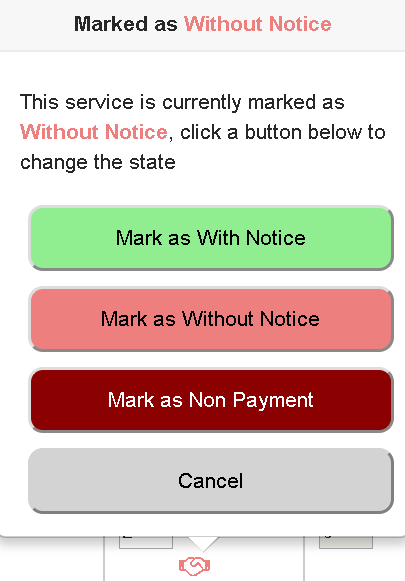 Marked as Without Notice
This service is currently marked as
Without Notice, click a button below to
change the state
Mark as With Notice
Mark as Without Notice
Mark as Non Payment
Cancel